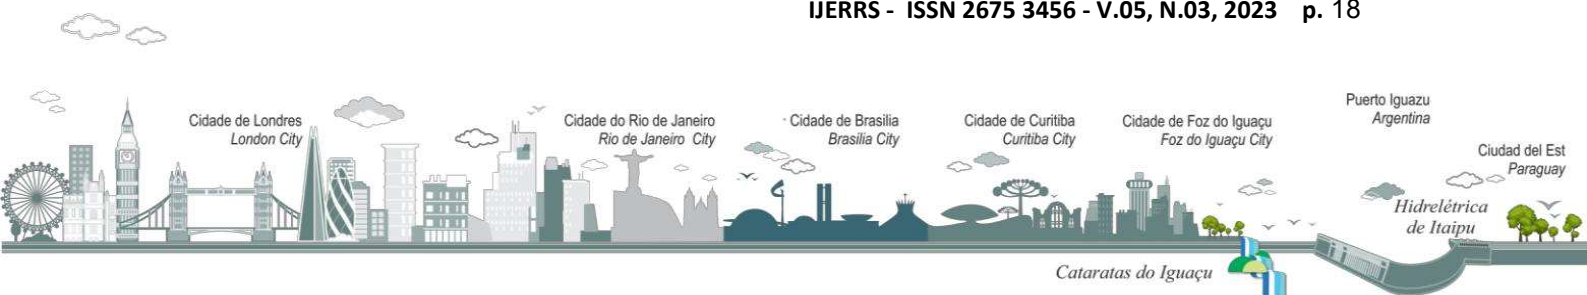 IJERRS - ISSN 2675 3456 - V.05, N.03, 2023 p. 18
Cidade de Londres
London City
Cidade do Rio de Janeiro
Rio de Janeiro City
Cidade de Brasilia
Brasilia City
Cidade de Curitiba
Curitiba City
Cidade de Foz do Iguaçu
Foz do Iguaçu City
Puerto Iguazu
Argentina
Ciudad del Est
Paraguay
Hidrelétrica
de Itaipu
Cataratas do Iguaçu